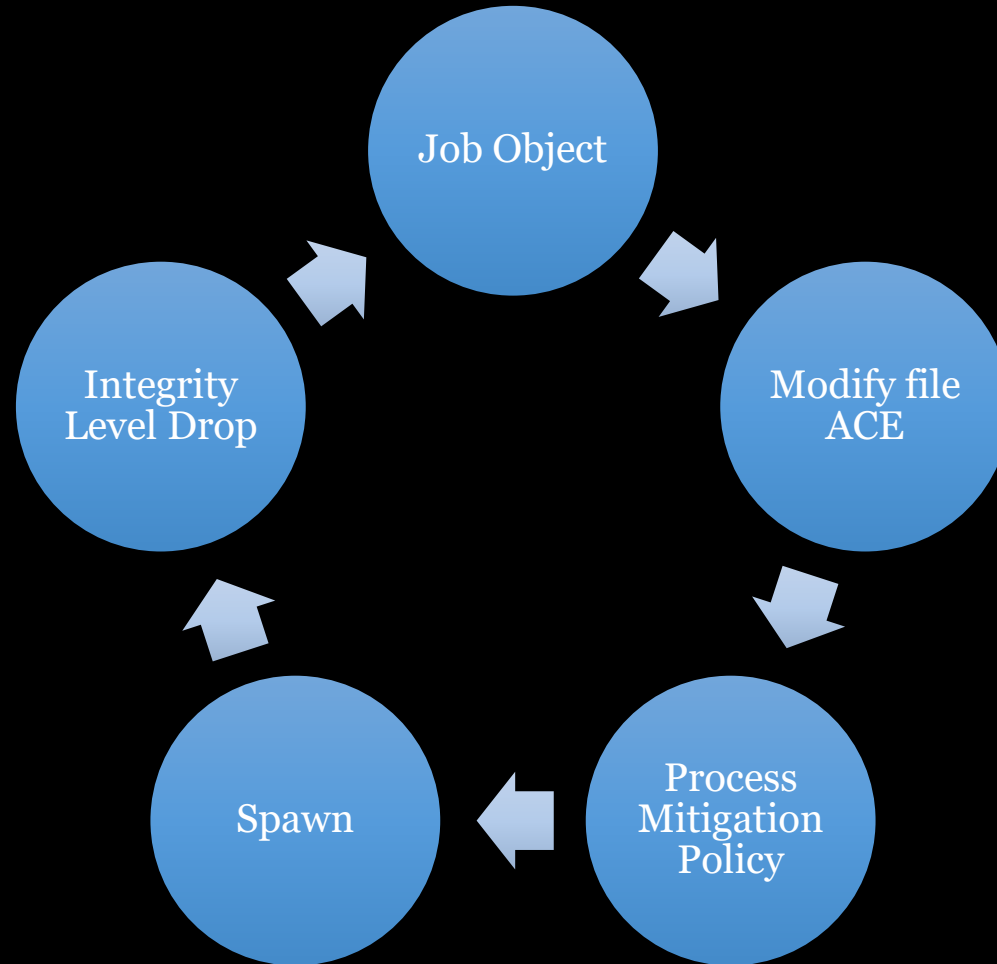 Job Object
Modify file
ACE
Process
Mitigation
Policy
Spawn
Integrity
Level Drop